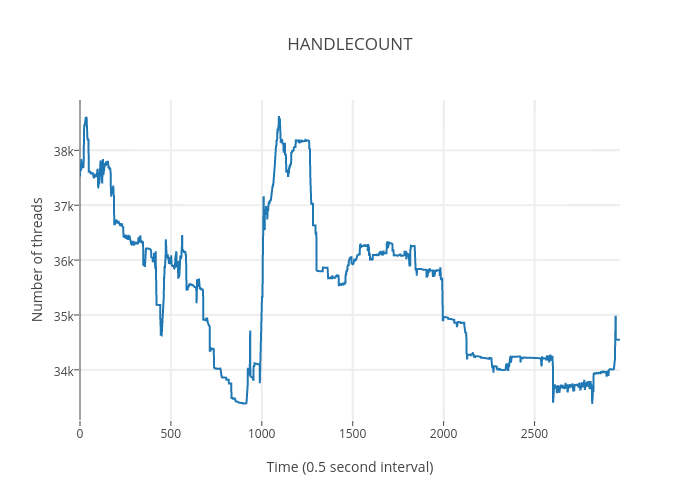 HANDLECOUNT
38k
37k
36k
35k
34k
Number of threads
0 500 1000 1500 2000 2500
Time (0.5 second interval)